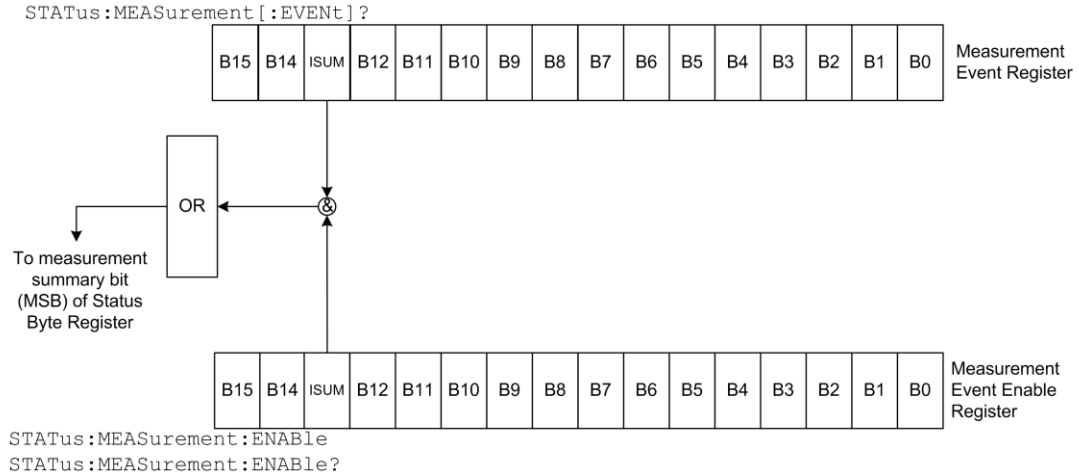 STATus:MEASurement[:EVENt]?
B15 B14 ISUM B12 B11 B10 B9 B8 B7 B6 B5 B4 B3 B2 B1 B0
Measurement
Event Register
OR
&
To measurement
summary bit
(MSB) of Status
Byte Register
B15 B14 ISUM B12 B11 B10 B9 B8 B7 B6 B5 B4 B3 B2 B1 B0
Measurement
Event Enable
Register
STATus:MEASurement:ENABle
STATus:MEASurement:ENABle?